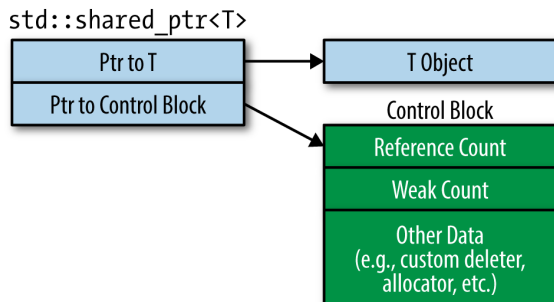 std::shared_ptr<T>
Ptr to T
T Object
Ptr to Control Block
Control Block
Reference Count
Weak Count
Other Data
(e.g., custom deleter,
allocator, etc.)